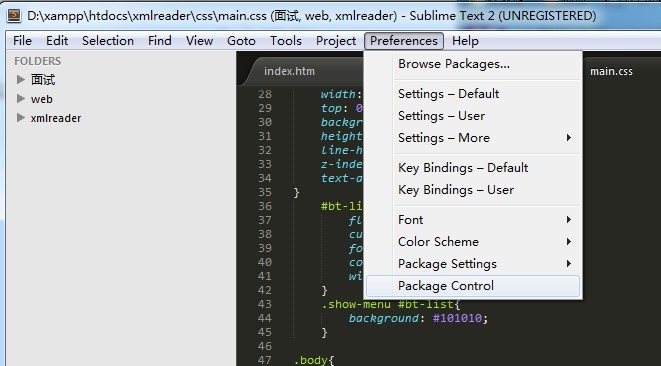 D:\xampp\htdocs\xmlreader\css\main.css (面试, web, xmlreader) - Sublime Text 2 (UNREGISTERED)
File Edit Selection Find View Goto Tools Project Preferences Help
FOLDERS
面试
web
xmlreader
index.htm
main.css
28 width:
29 top: 0
30 backgr
31 height
32 line-h
33 z-inde
34 text-a
35 }
36 #bt-li
37 fl
38 cu
39 fo
40 co
41 wi
42 }
43 .show-menu #bt-list{
44 background: #101010;
45 }
46
47 .body{
Browse Packages...
Settings – Default
Settings – User
Settings – More
Key Bindings – Default
Key Bindings – User
Font
Color Scheme
Package Settings
Package Control